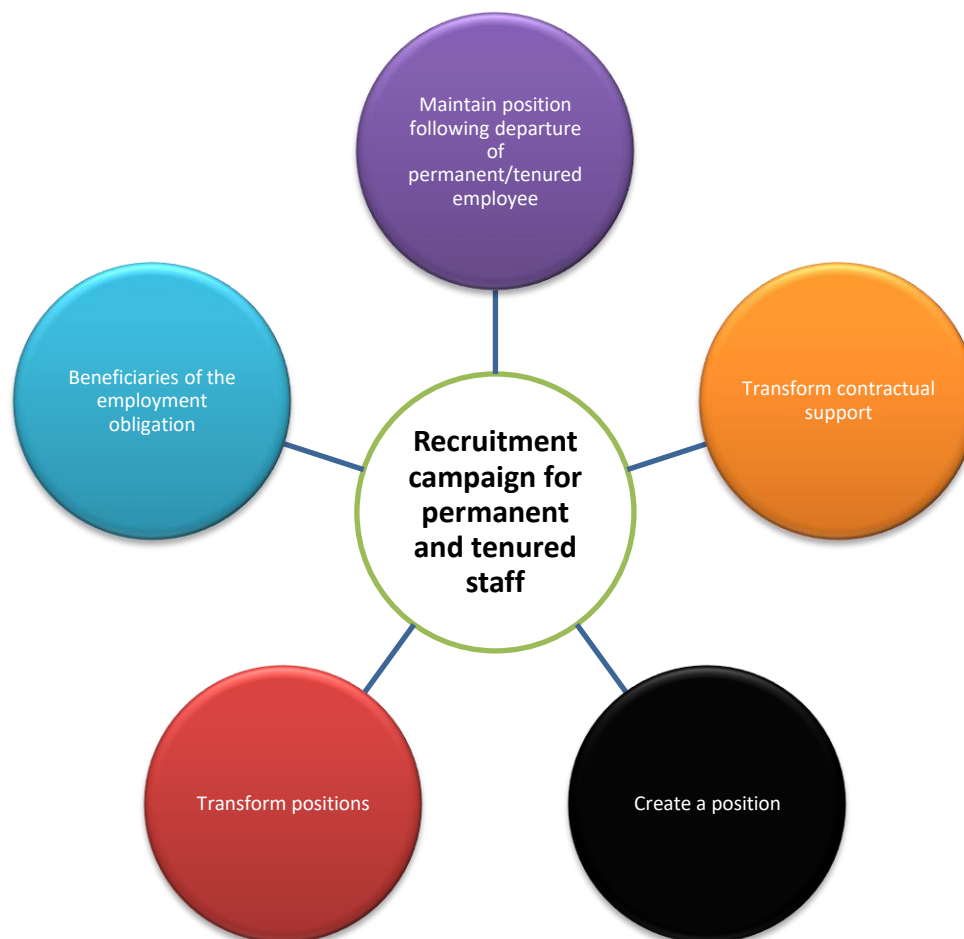 Maintain position
following departure
of
permanent/tenured
employee
Beneficiaries of the
employment
obligation
Transform contractual
support
Recruitment
campaign for
permanent
and tenured
staff
Transform positions
Create a position